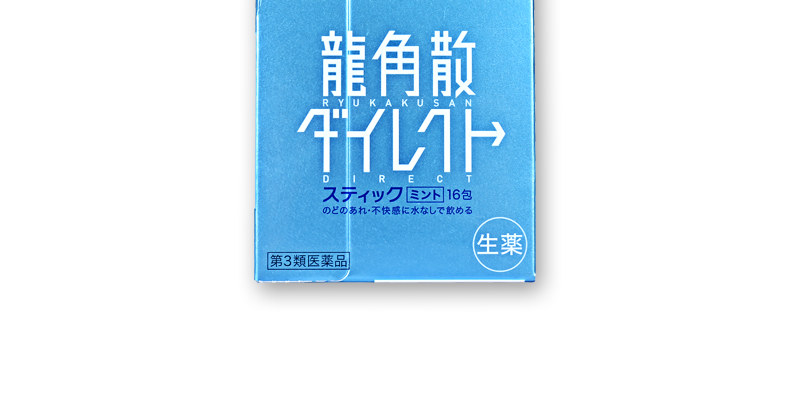 龍角散
RYUKAKUSAN
ダイレクト
DIRECT
スティック ミント 16包
のどのあれ・不快感に水なしで飲める
生薬
第3類医薬品